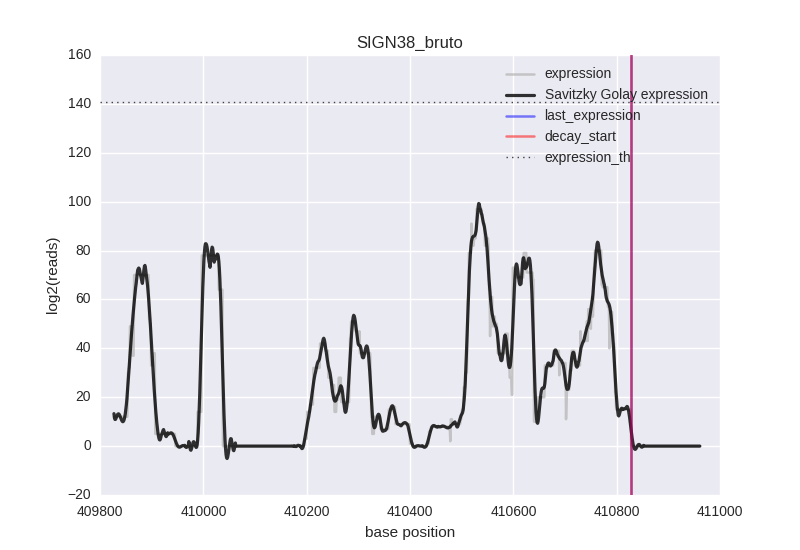 SIGN38_bruto
expression
Savitzky Golay expression
last_expression
decay_start
expression_th
log2(reads)
160
140
120
100
80
60
40
20
0
−20
409800 410000 410200 410400 410600 410800 411000
base position